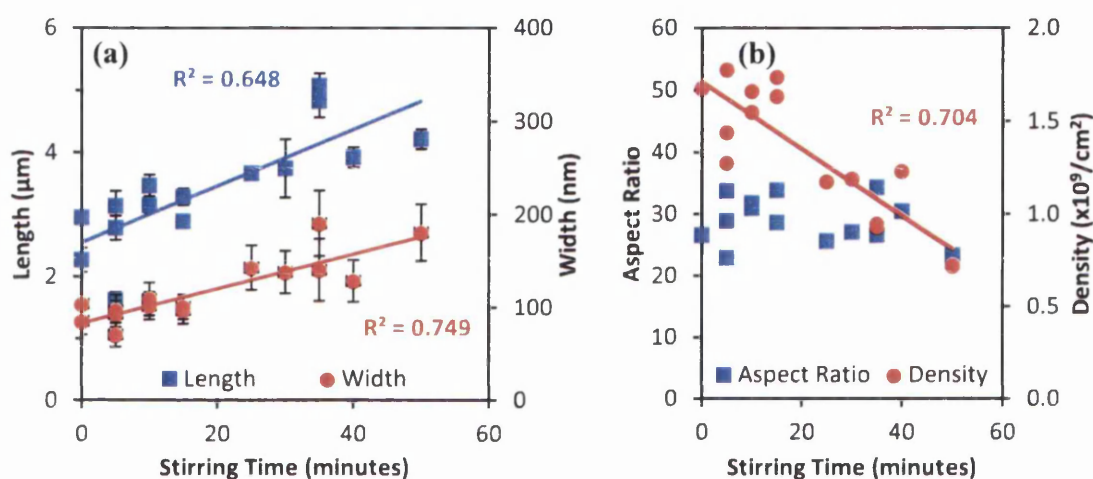 (a)
R² = 0.648
R² = 0.749
Length (µm)
6
4
2
0
Width (nm)
400
300
200
100
0
Length
Width
0
20
40
60
Stirring Time (minutes)
(b)
R² = 0.704
Aspect Ratio
60
50
40
30
20
10
0
Density (x10⁹/cm²)
2.0
1.5
1.0
0.5
0.0
Aspect Ratio
Density
0
20
40
60
Stirring Time (minutes)